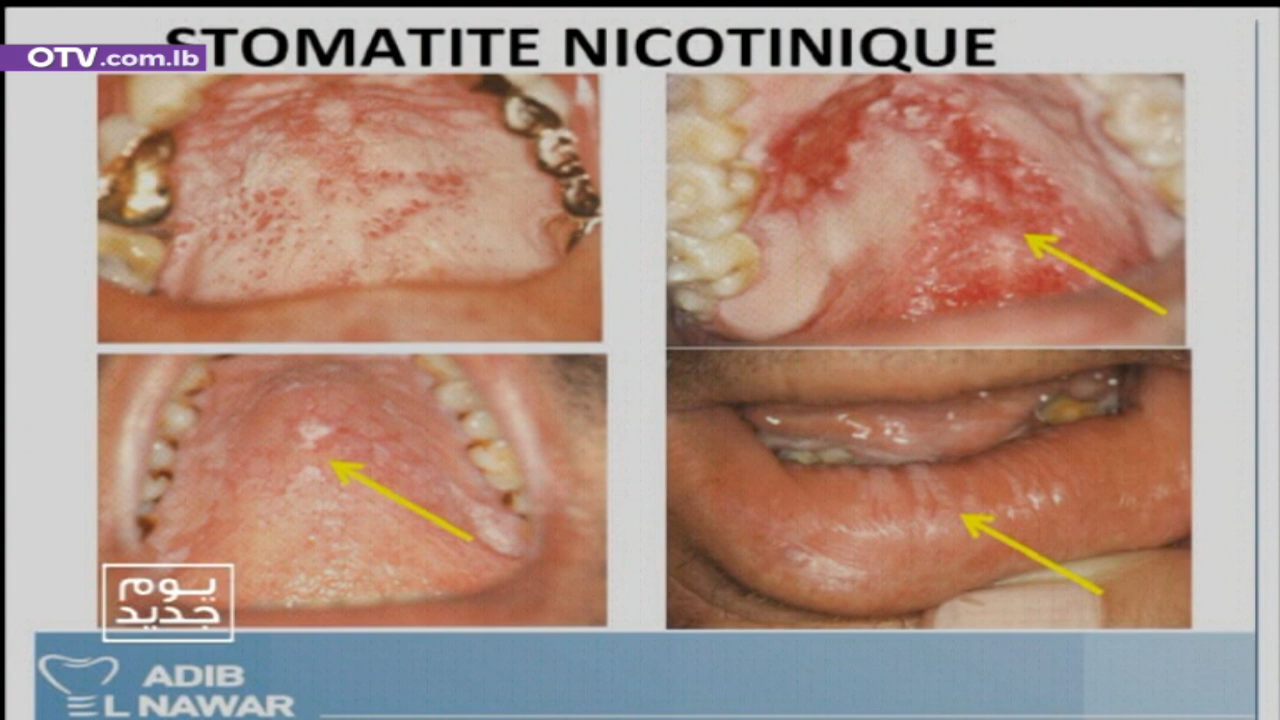 STOMATITE NICOTINIQUE
OTV.com.lb
يوم
جديد
ADIB
EL NAWAR